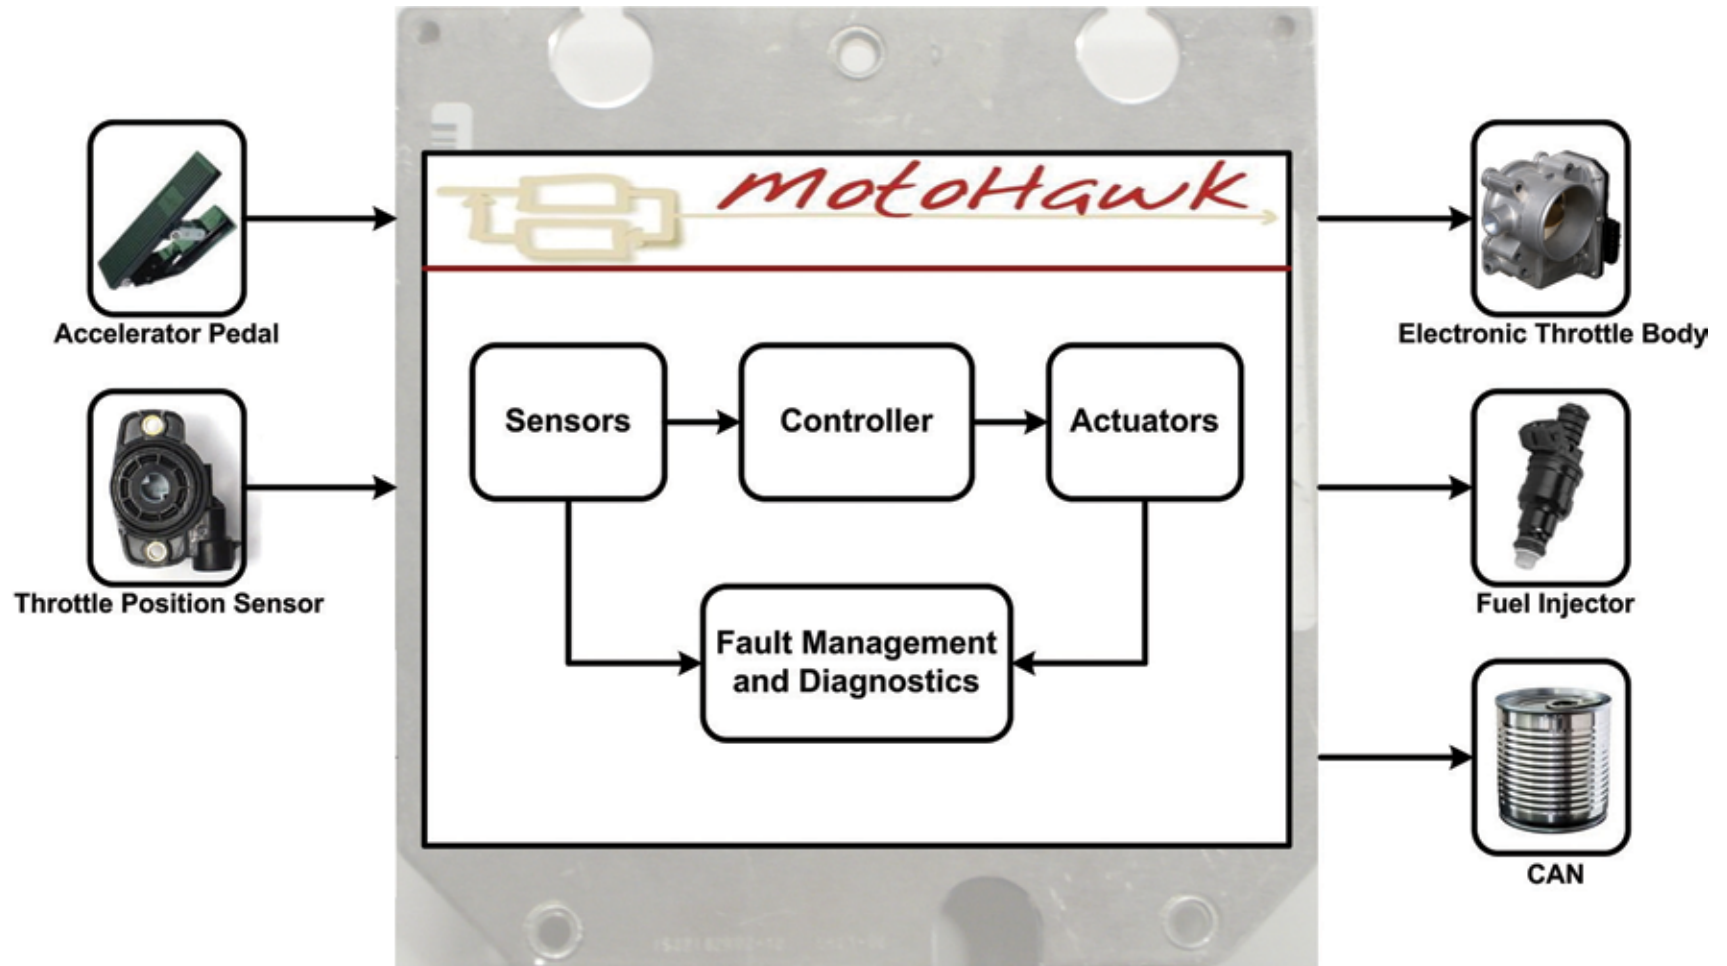 MotoHawk
Accelerator Pedal
Electronic Throttle Body
Sensors
Controller
Actuators
Throttle Position Sensor
Fuel Injector
Fault Management
and Diagnostics
CAN